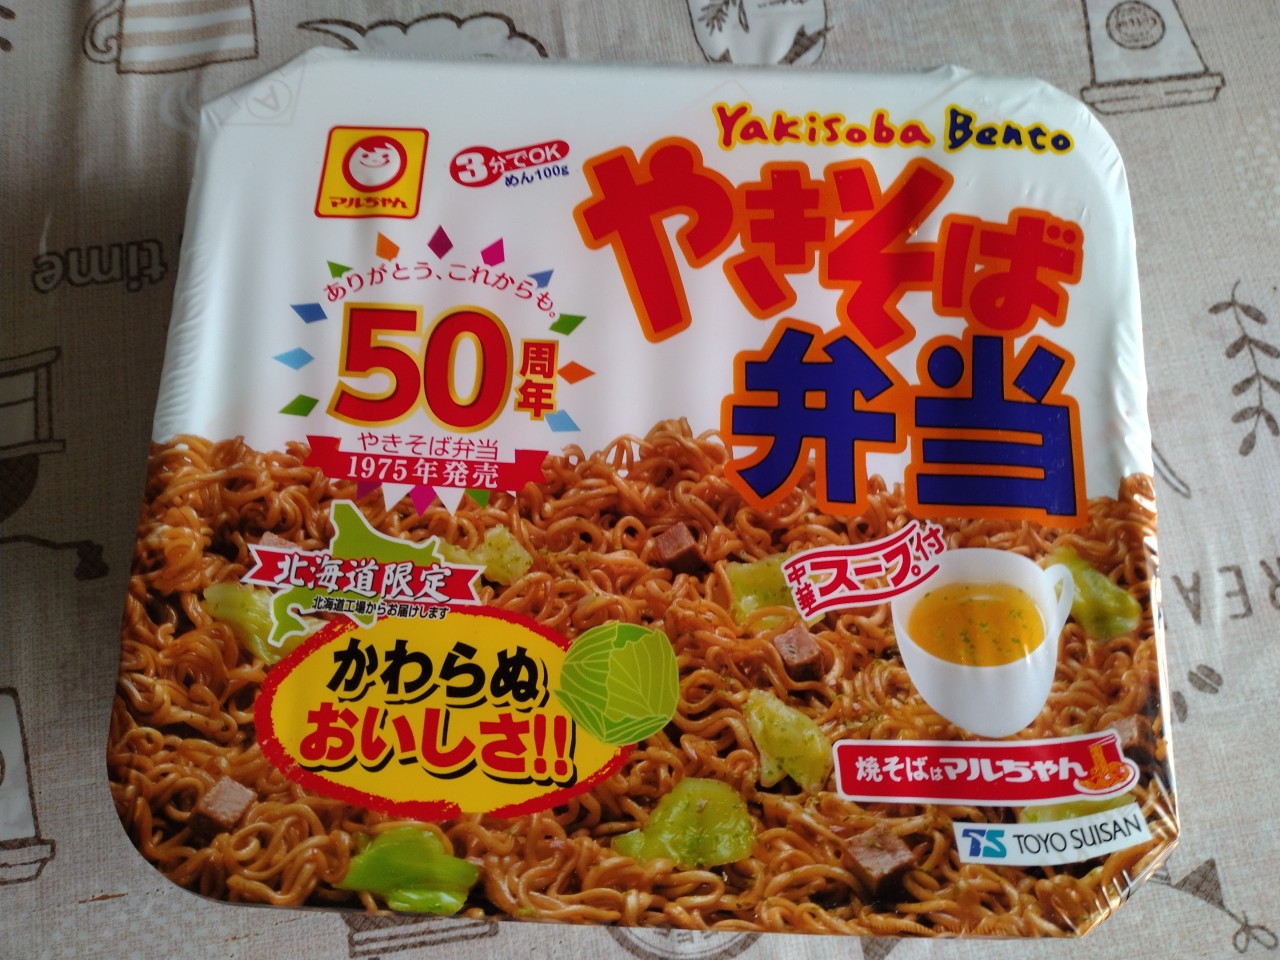 Yakisoba Bento
やきそば
弁当
マルちゃん
3分でOK
めん100g
ありがとう、これからも。
50周年
やきそば弁当
1975年発売
北海道限定
北海道工場からお届けします
かわらぬ
おいしさ!!
中華スープ付
焼そばはマルちゃん
TS TOYO SUISAN
time